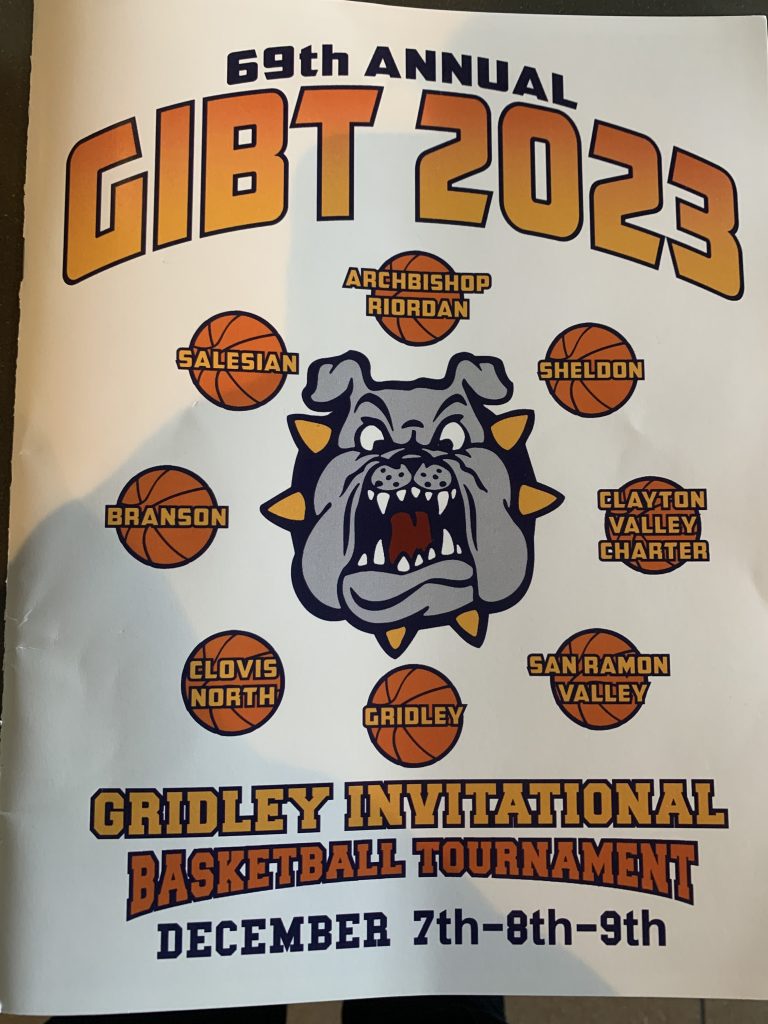 69th ANNUAL
GIBT 2023
ARCHBISHOP
RIORDAN
SALESIAN
SHELDON
BRANSON
CLAYTON
VALLEY
CHARTER
CLOVIS
NORTH
SAN RAMON
VALLEY
GRIDLEY
GRIDLEY INVITATIONAL
BASKETBALL TOURNAMENT
DECEMBER 7th-8th-9th